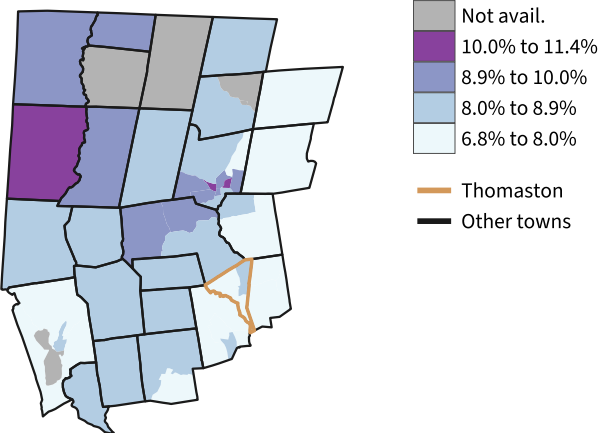 Not avail.
10.0% to 11.4%
8.9% to 10.0%
8.0% to 8.9%
6.8% to 8.0%
Thomaston
Other towns